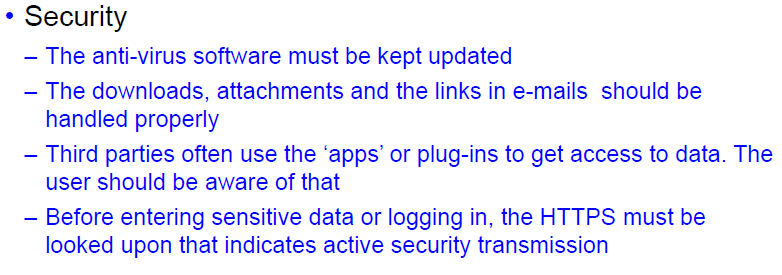 • Security
– The anti-virus software must be kept updated
– The downloads, attachments and the links in e-mails  should be
handled properly
– Third parties often use the ‘apps’ or plug-ins to get access to data. The
user should be aware of that
– Before entering sensitive data or logging in, the HTTPS must be
looked upon that indicates active security transmission